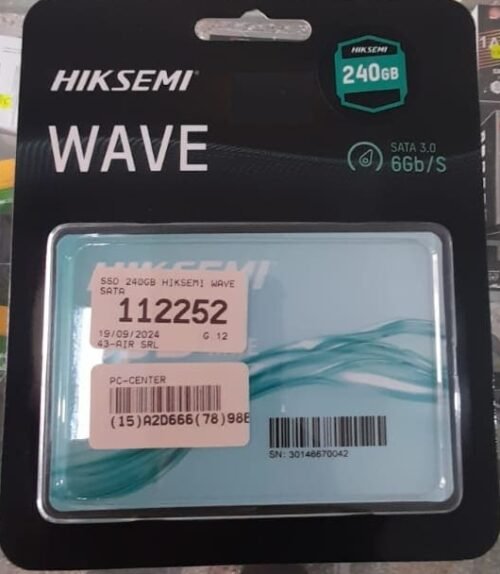 HIKSEMI
HIKSEMI
240GB
WAVE
SATA 3.0
6Gb/S
HIKSEMI
SSD 240GB HIKSEMI WAVE
SATA
112252
19/09/2024 G 12
43-AIR SRL
PC-CENTER
(15)A2D666(78)98E
SN: 30146670042